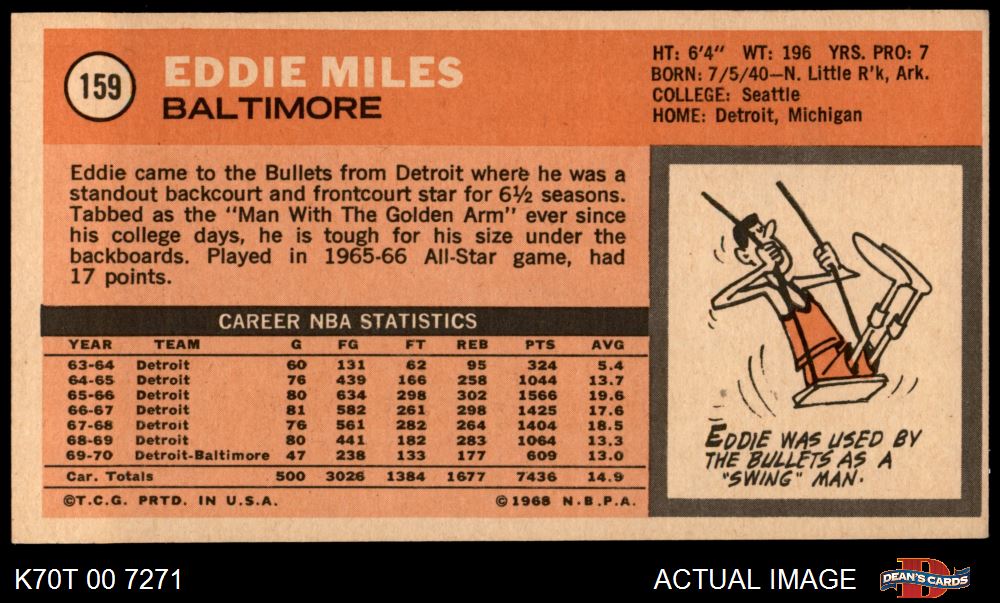 159
EDDIE MILES
BALTIMORE
HT: 6'4" WT: 196 YRS. PRO: 7
BORN: 7/5/40—N. Little R'k, Ark.
COLLEGE: Seattle
HOME: Detroit, Michigan
Eddie came to the Bullets from Detroit where he was a
standout backcourt and frontcourt star for 6½ seasons.
Tabbed as the "Man With The Golden Arm" ever since
his college days, he is tough for his size under the
backboards. Played in 1965-66 All-Star game, had
17 points.
CAREER NBA STATISTICS
YEAR TEAM G FG FT REB PTS AVG
63-64 Detroit 60 131 62 95 324 5.4
64-65 Detroit 76 439 166 258 1044 13.7
65-66 Detroit 80 634 298 302 1566 19.6
66-67 Detroit 81 582 261 298 1425 17.6
67-68 Detroit 76 561 282 264 1404 18.5
68-69 Detroit 80 441 182 283 1064 13.3
69-70 Detroit-Baltimore 47 238 133 177 609 13.0
Car. Totals 500 3026 1384 1677 7436 14.9
©T.C.G. PRTD. IN U.S.A. ©1968 N.B.P.A.
EDDIE WAS USED BY
THE BULLETS AS A
"SWING" MAN.
K70T 00 7271
ACTUAL IMAGE
DEAN'S CARDS